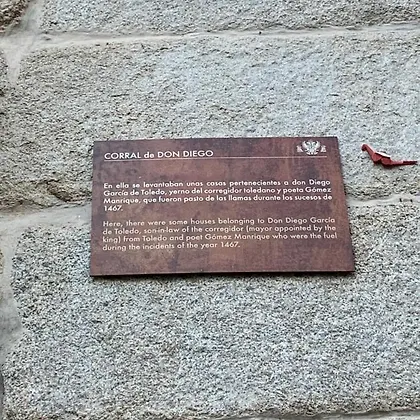 CORRAL de DON DIEGO
En ella se levantaban unas casas pertenecientes a don Diego
García de Toledo, yerno del corregidor toledano y poeta Gómez
Manrique, que fueron pasto de las llamas durante los sucesos de
1467.
Here, there were some houses belonging to Don Diego García
de Toledo, son-in-law of the corregidor (mayor appointed by the
king) from Toledo and poet Gómez Manrique who were the fuel
during the incidents of the year 1467.